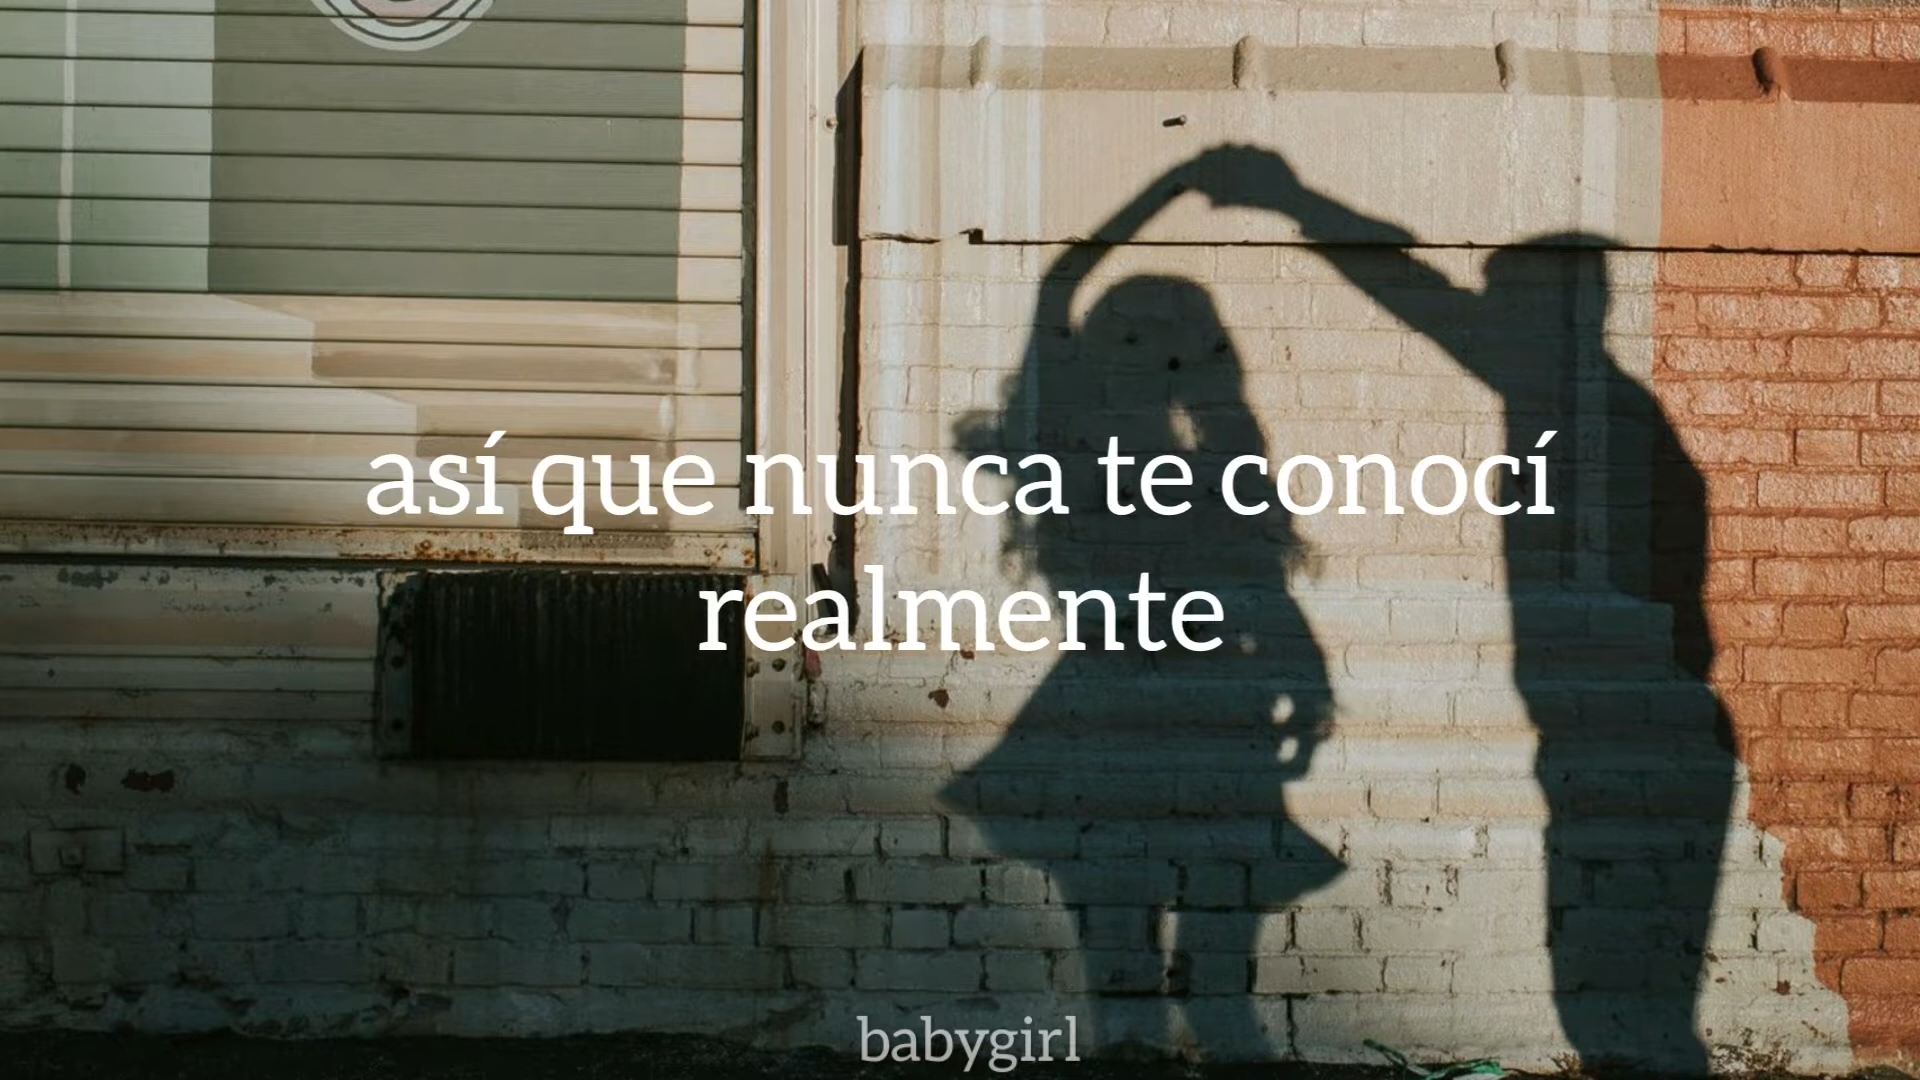 así que nunca te conocí
realmente
babygirl